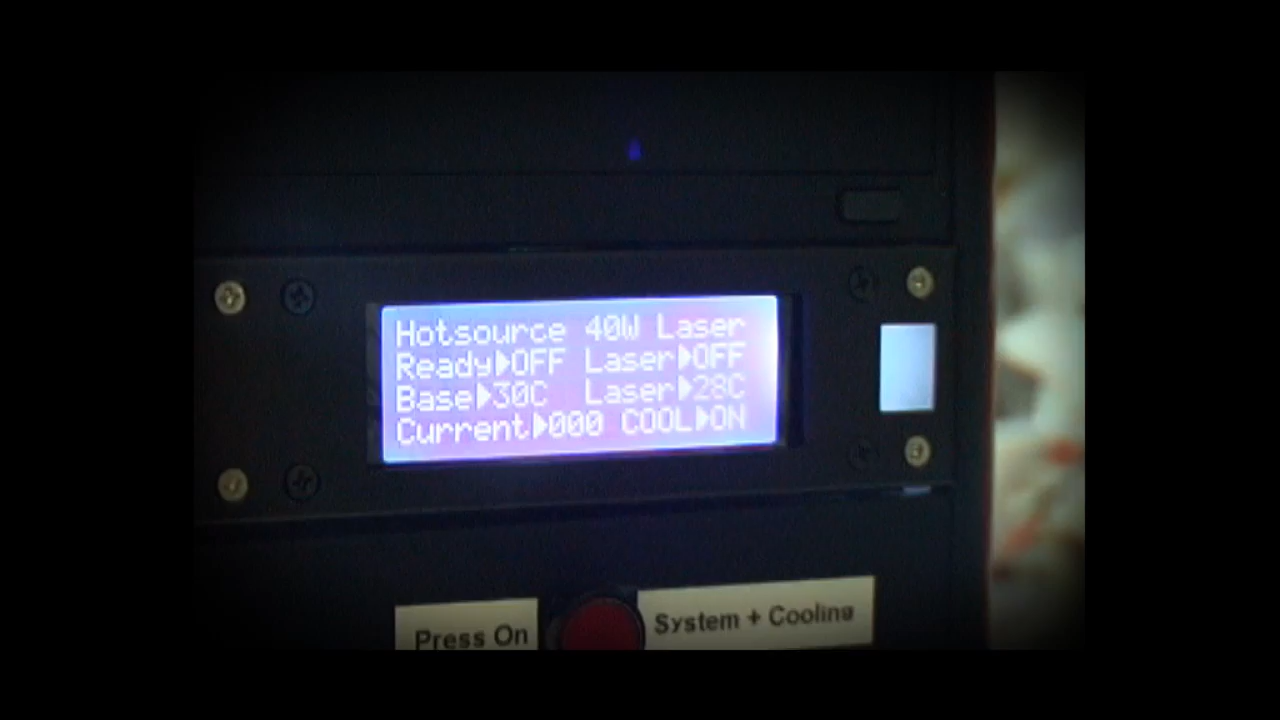 Hotsource 40W Laser
Ready▶OFF Laser▶OFF
Base▶30C Laser▶28C
Current▶000 COOL▶ON
Press On
System + Cooling